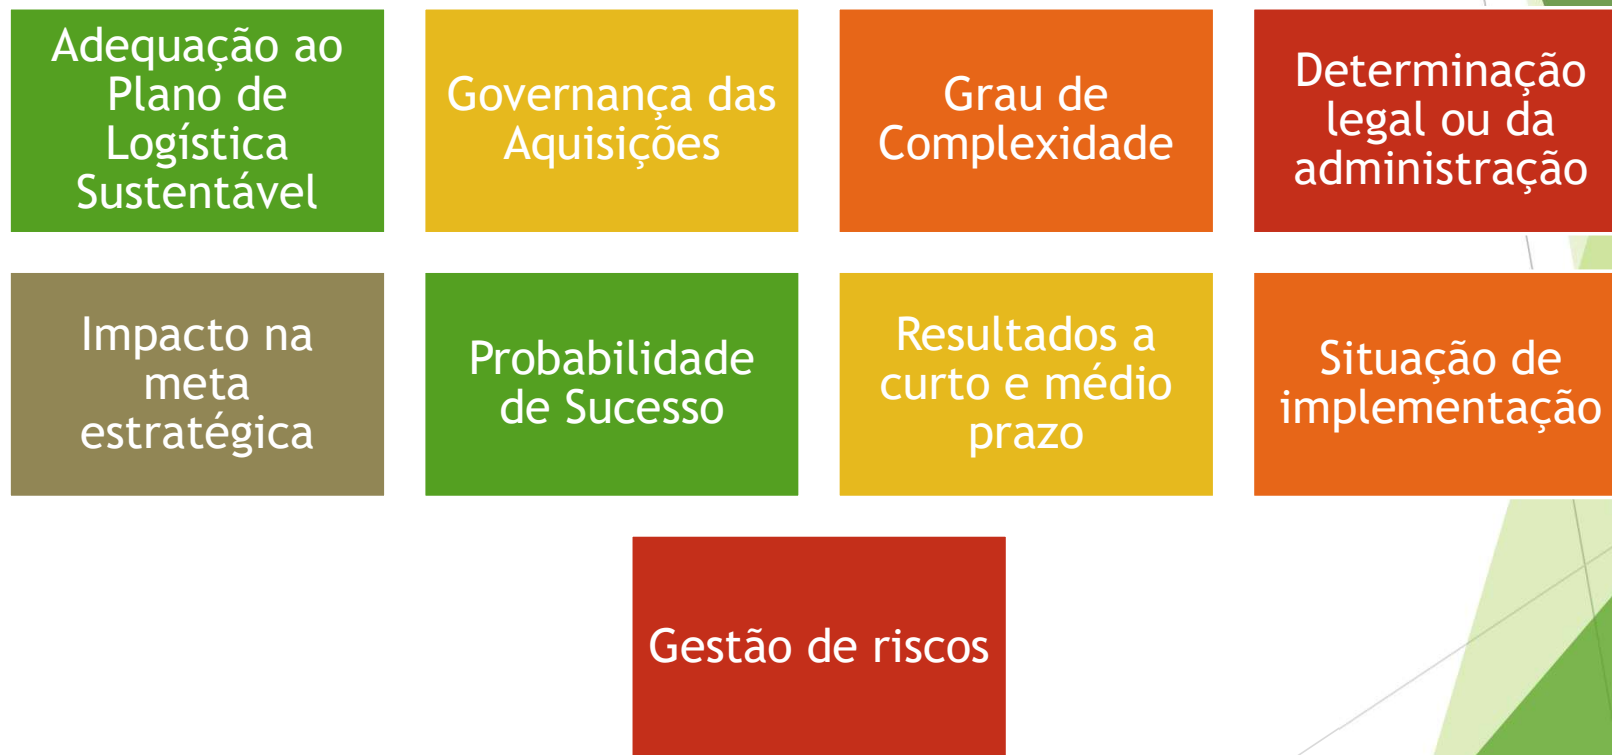 Adequação ao
Plano de
Logística
Sustentável
Governança das
Aquisições
Grau de
Complexidade
Determinação
legal ou da
administração
Impacto na
meta
estratégica
Probabilidade
de Sucesso
Resultados a
curto e médio
prazo
Situação de
implementação
Gestão de riscos